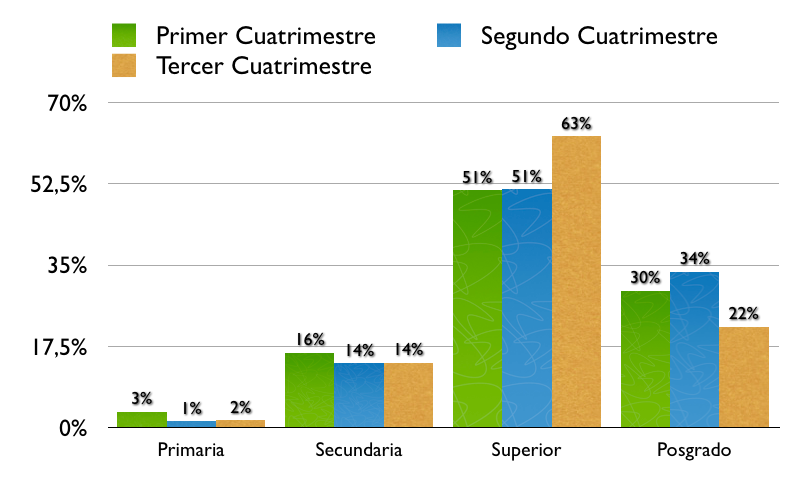 Primer Cuatrimestre Segundo Cuatrimestre
Tercer Cuatrimestre
70%
63%
52,5%
51% 51%
35%
34%
30%
22%
17,5%
16% 14% 14%
3% 1% 2%
0%
Primaria Secundaria Superior Posgrado